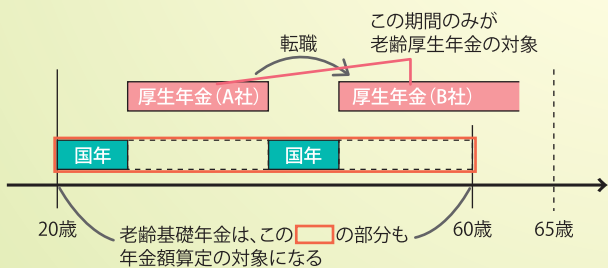 この期間のみが
老齢厚生年金の対象
転職
厚生年金（A社）
厚生年金（B社）
国年
国年
20歳
60歳
65歳
老齢基礎年金は、この の部分も
年金額算定の対象になる